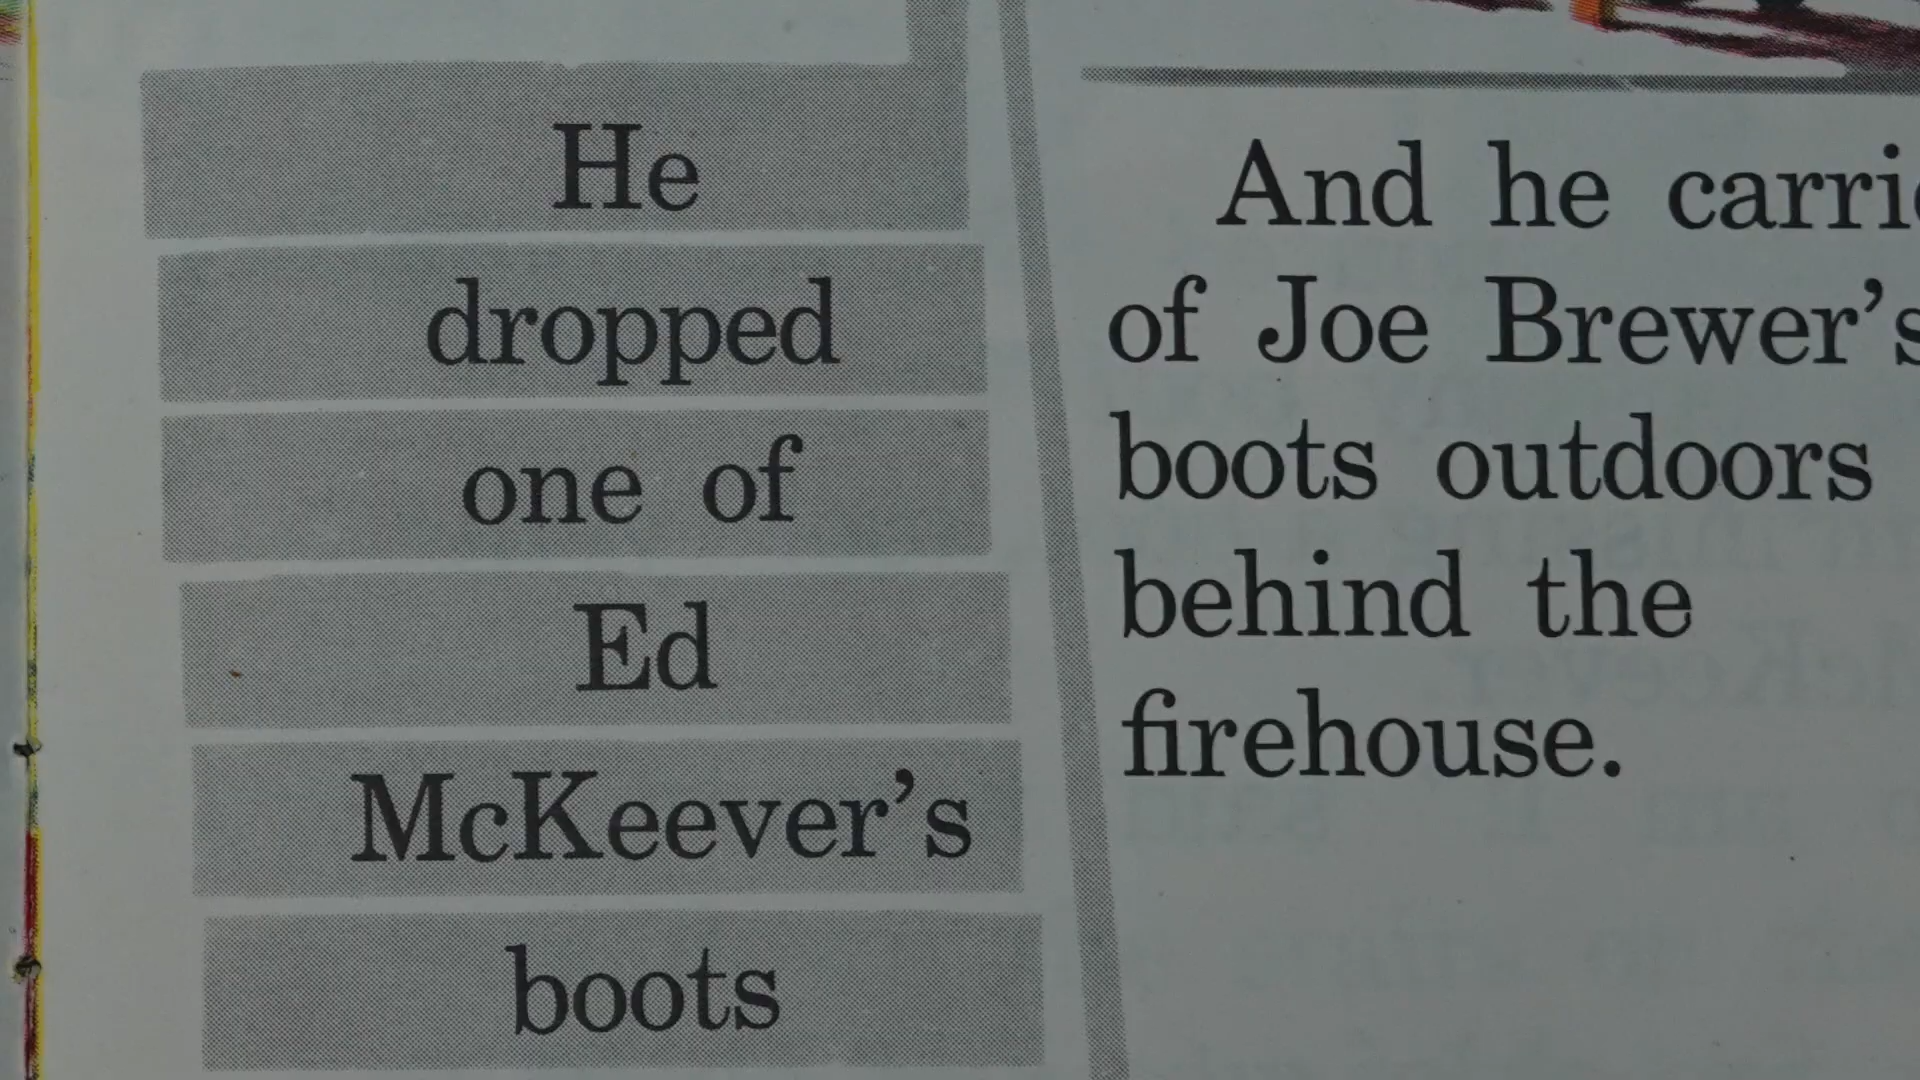 He
dropped
one of
Ed
McKeever's
boots
And he
of Joe Brewer's
boots outdoors
behind the
firehouse.